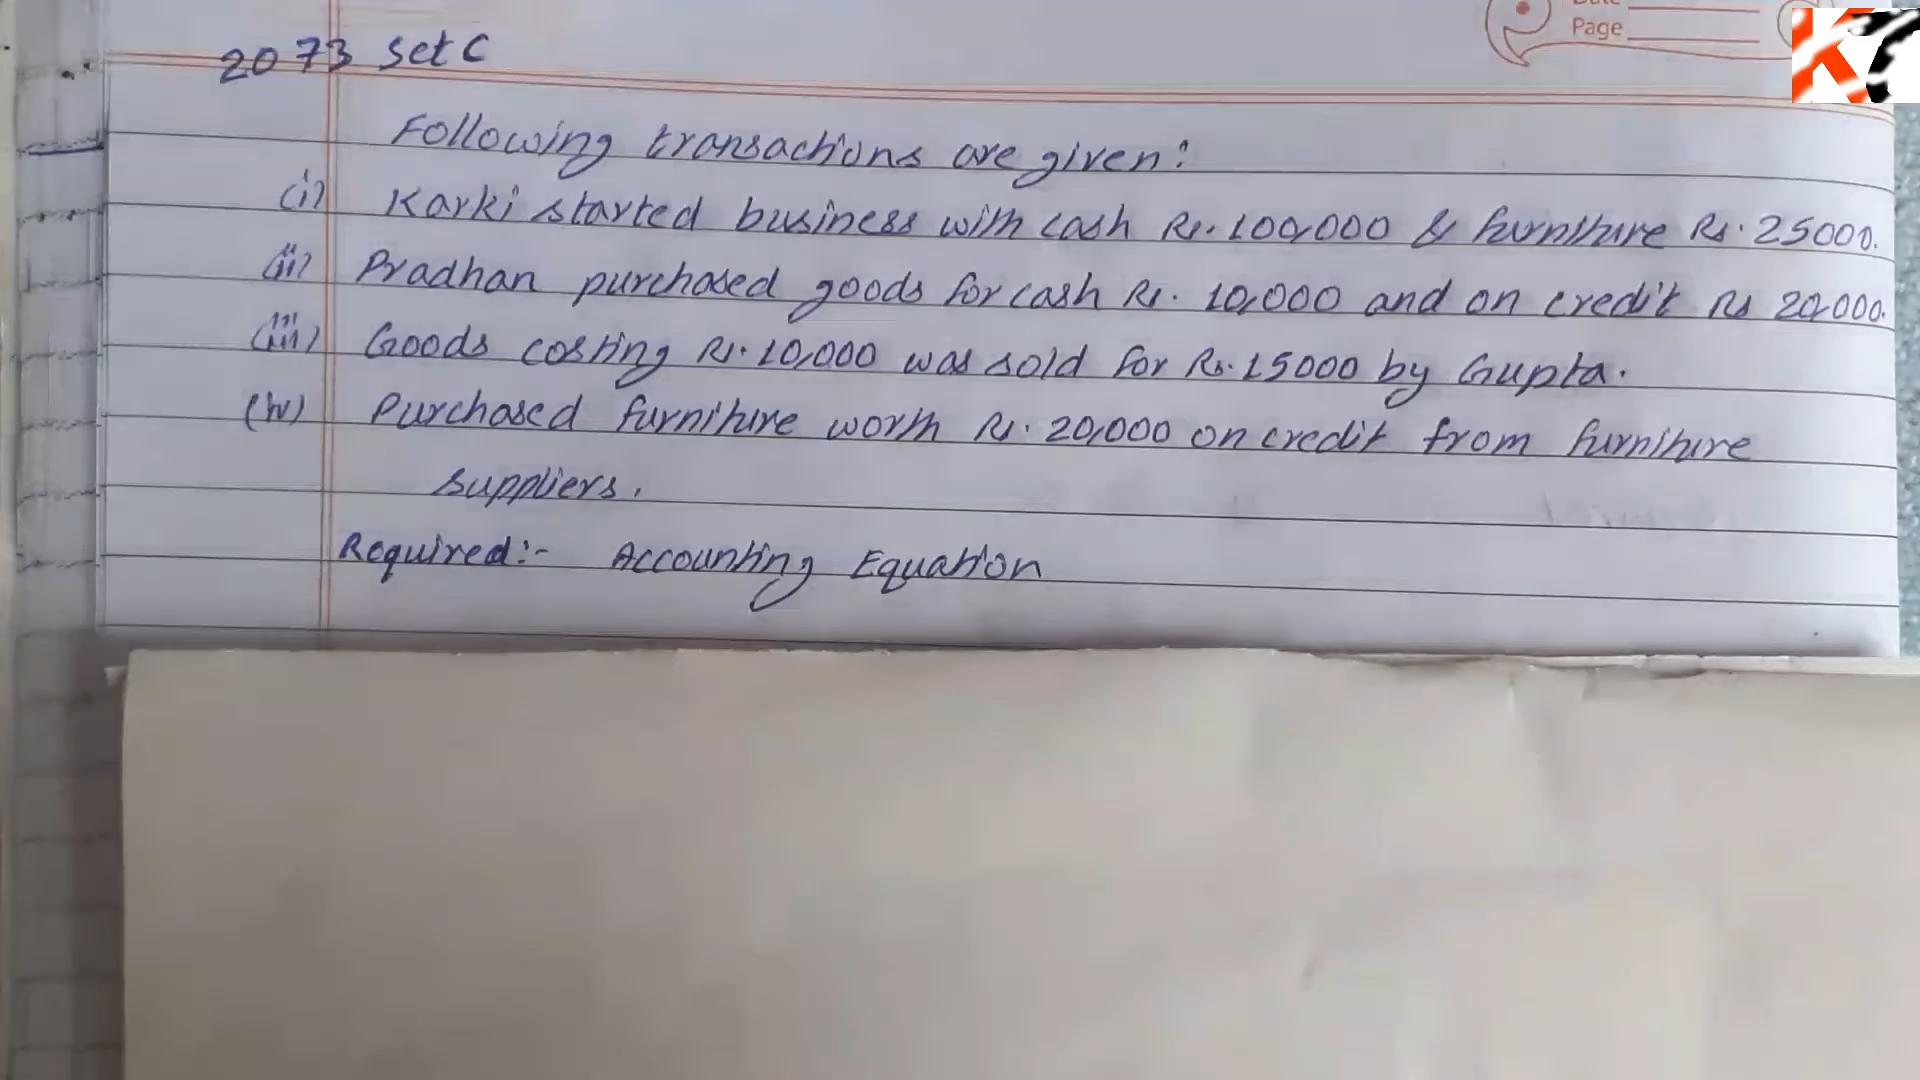 Page
2073 Set C
Following transactions are given:
(i) Karki started business with cash Rs. 100,000 & furniture Rs. 25000.
(ii) Pradhan purchased goods for cash Rs. 10,000 and on credit Rs 20,000.
(iii) Goods costing Rs. 10,000 was sold for Rs. 15000 by Gupta.
(iv) Purchased furniture worth Rs. 20,000 on credit from furniture
suppliers.
Required:- Accounting Equation